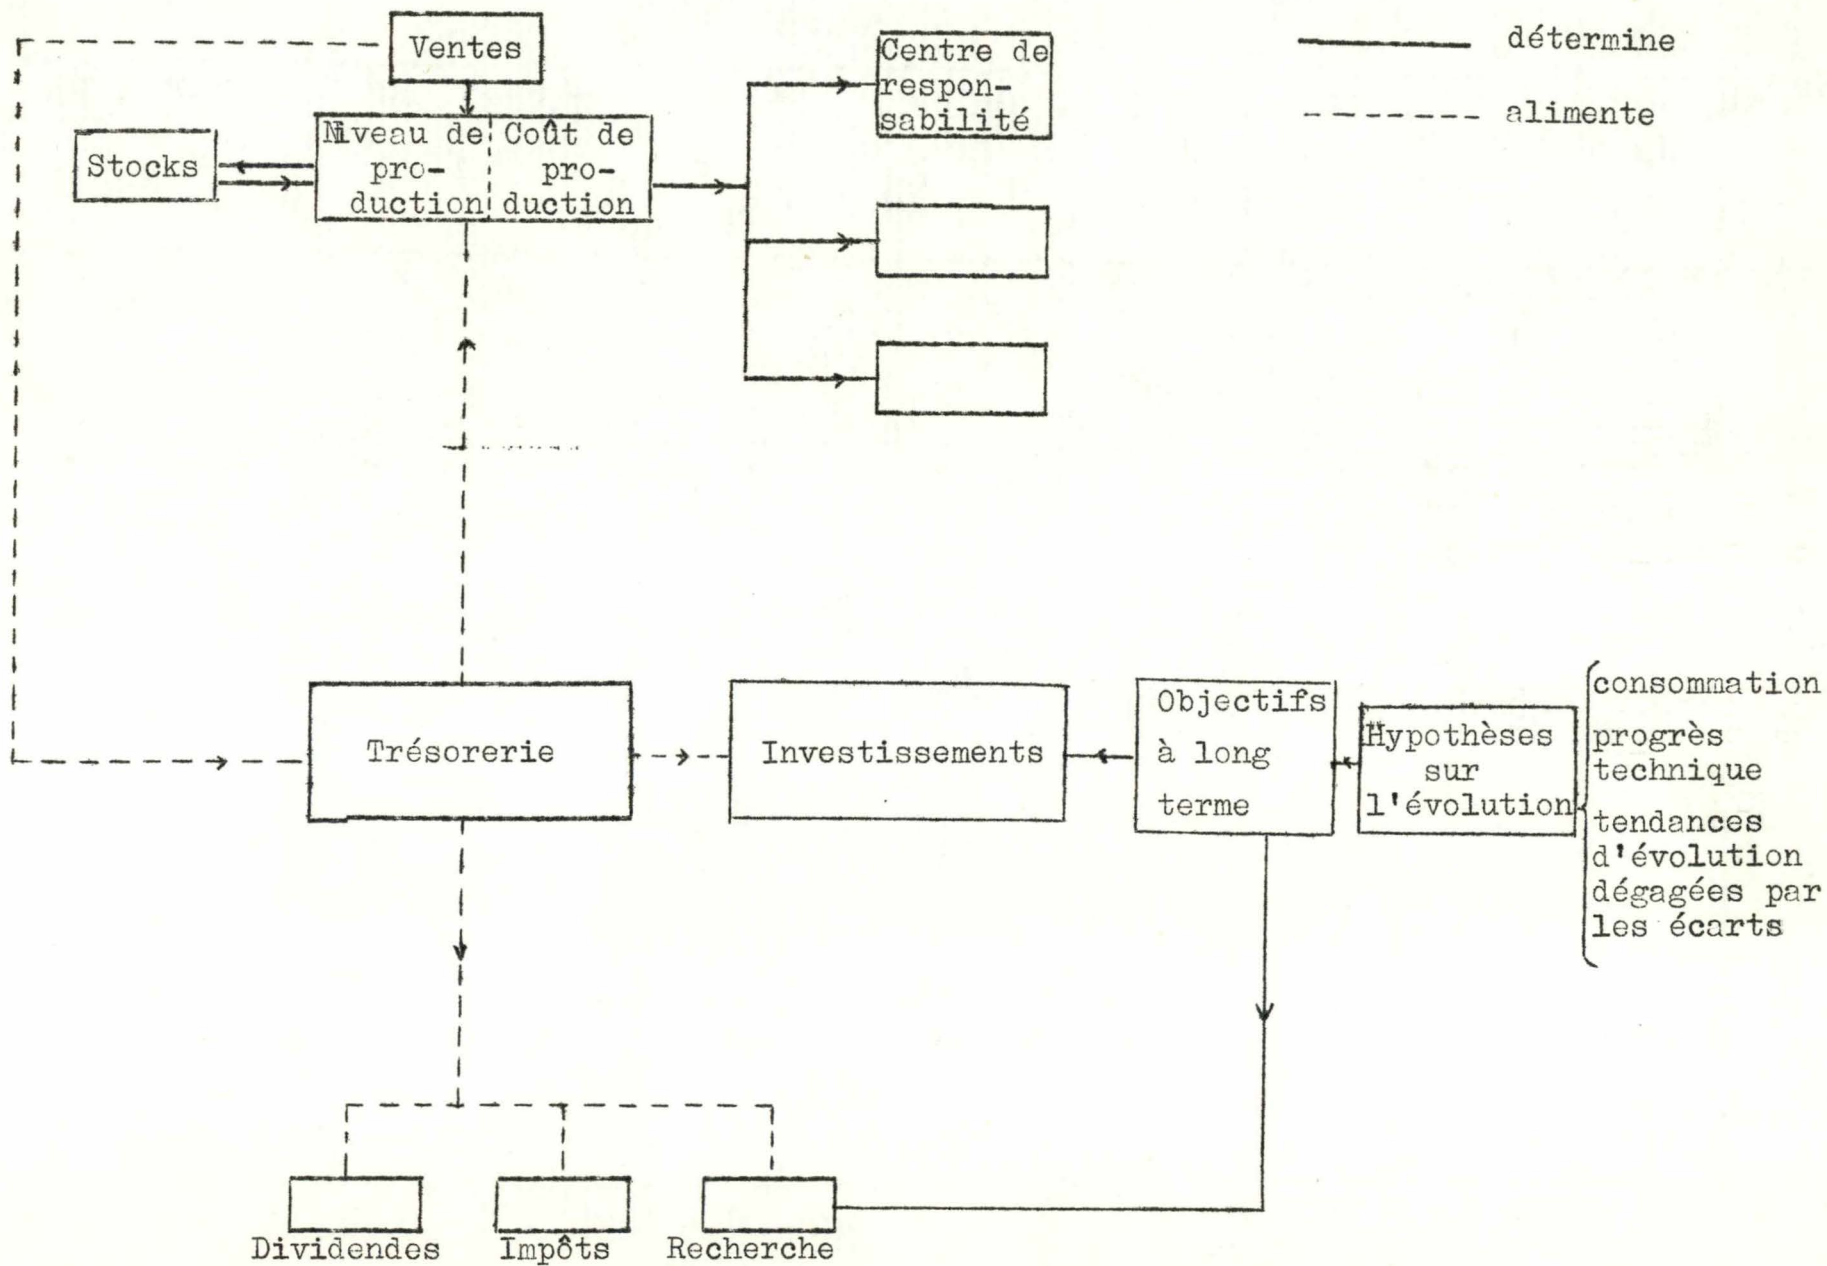 Ventes
Centre de
respon-
sabilité
détermine
alimente
Stocks
Niveau de
pro-
duction
Coût de
pro-
duction
Trésorerie
Investissements
Objectifs
à long
terme
Hypothèses
sur
l'évolution
consommation
progrès
technique
tendances
d'évolution
dégagées par
les écarts
Dividendes
Impôts
Recherche